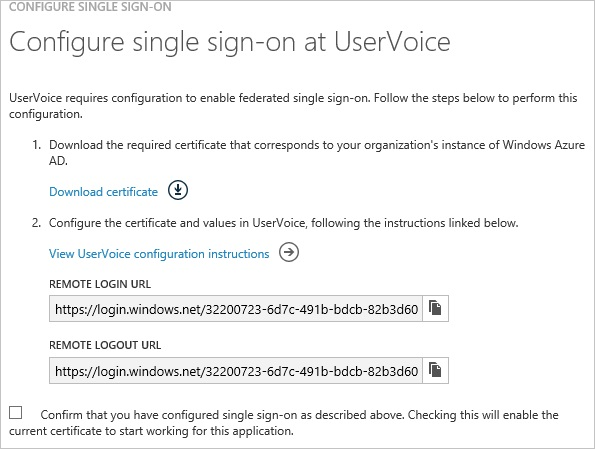 CONFIGURE SINGLE SIGN-ON
Configure single sign-on at UserVoice
UserVoice requires configuration to enable federated single sign-on. Follow the steps below to perform this
configuration.
1. Download the required certificate that corresponds to your organization's instance of Windows Azure
AD.
Download certificate
2. Configure the certificate and values in UserVoice, following the instructions linked below.
View UserVoice configuration instructions
REMOTE LOGIN URL
https://login.windows.net/32200723-6d7c-491b-bdcb-82b3d60
REMOTE LOGOUT URL
https://login.windows.net/32200723-6d7c-491b-bdcb-82b3d60
Confirm that you have configured single sign-on as described above. Checking this will enable the
current certificate to start working for this application.